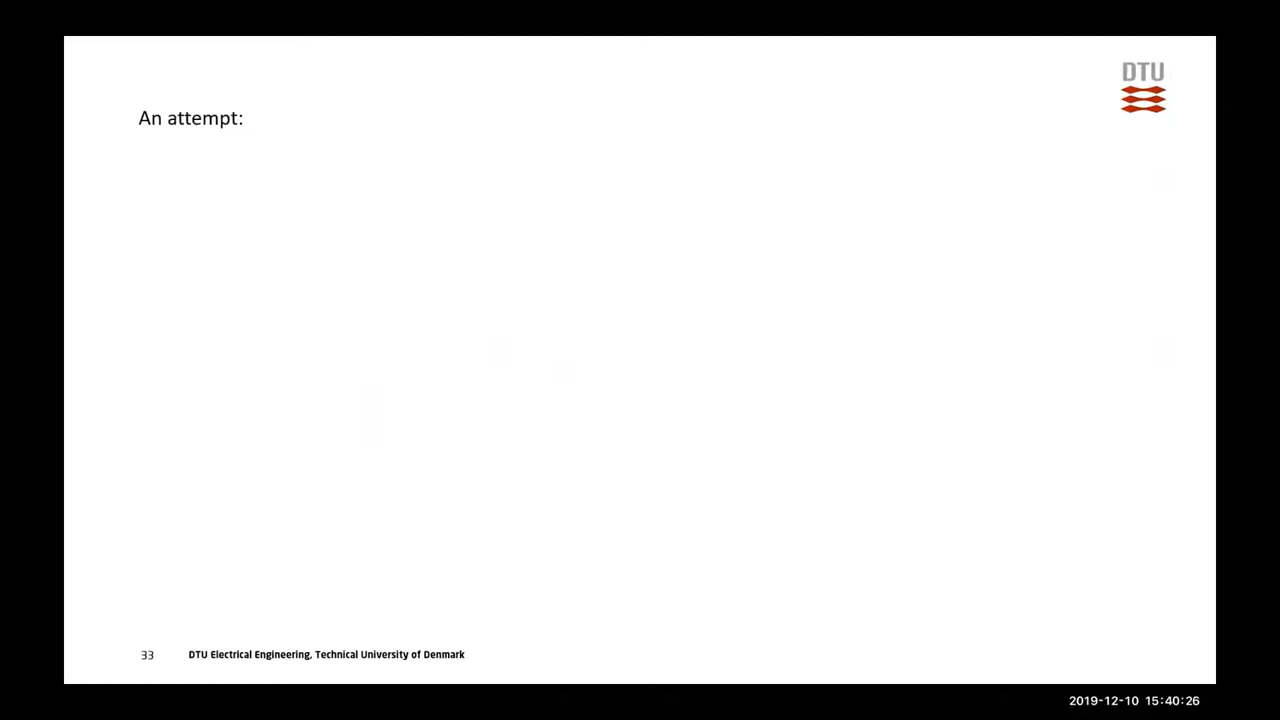 DTU
An attempt:
33 DTU Electrical Engineering, Technical University of Denmark
2019-12-10 15:40:26